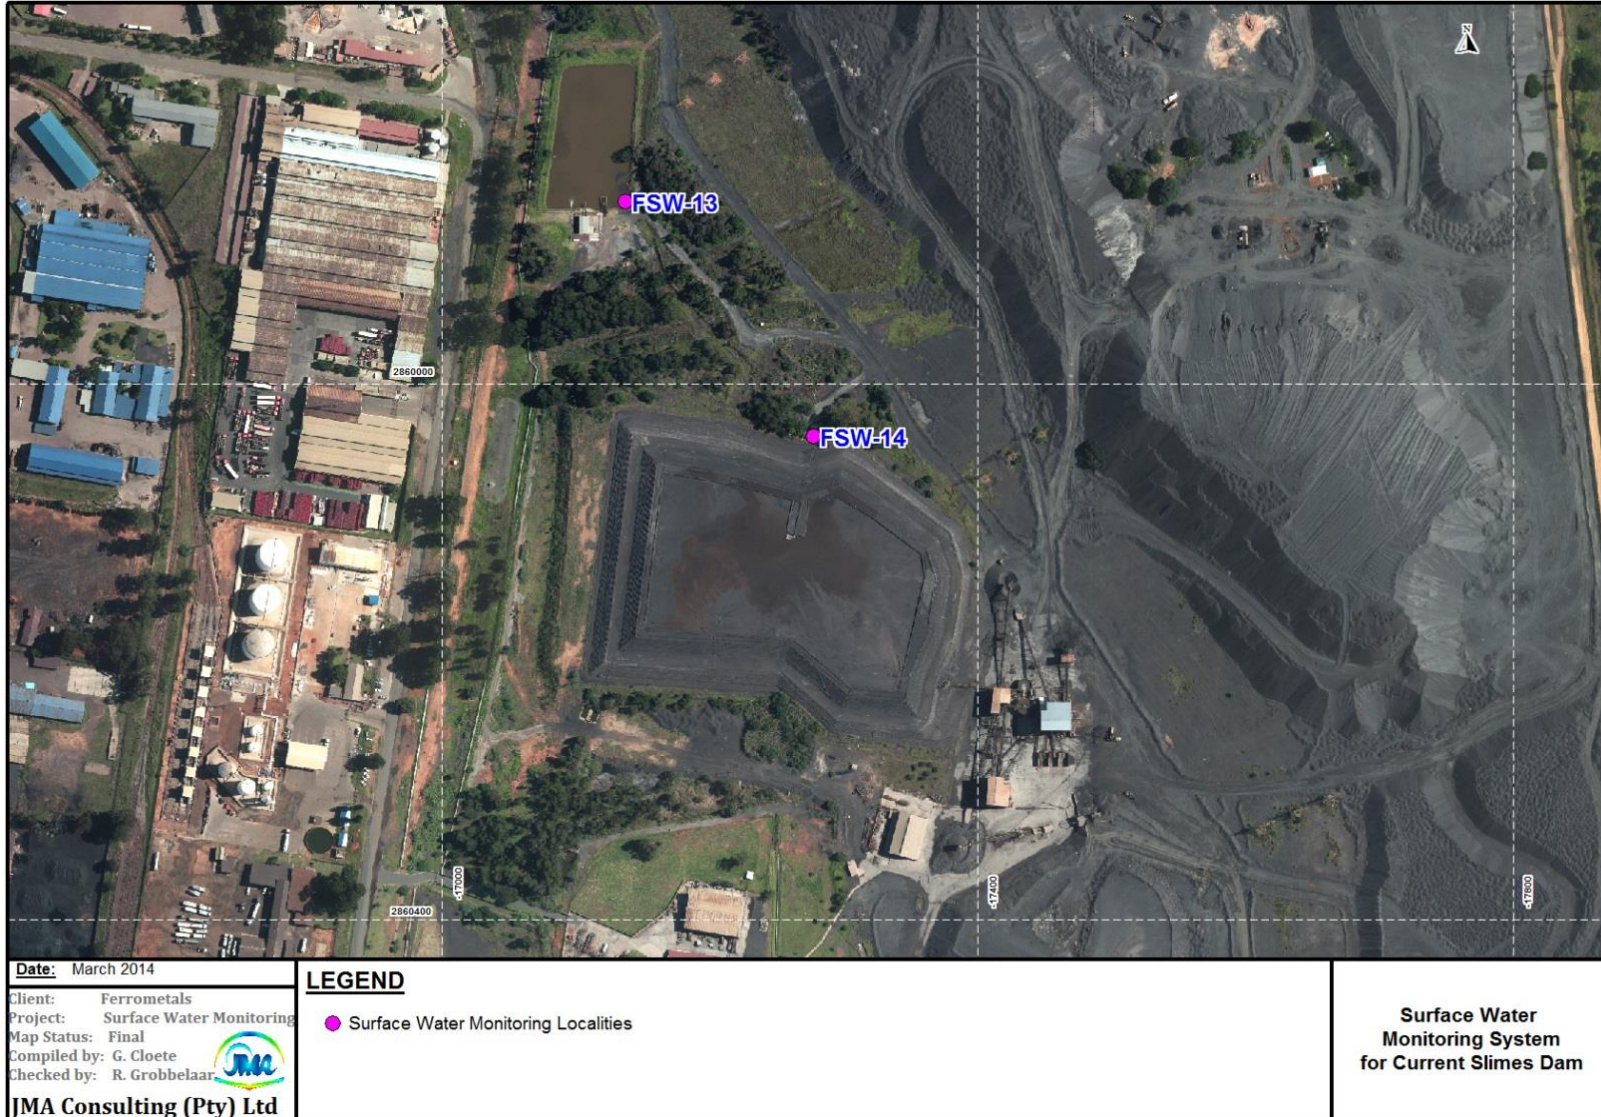 N
FSW-13
2860000
FSW-14
-17000
-17400
-17800
2860400
Date: March 2014
Client: Ferrometals
Project: Surface Water Monitoring
Map Status: Final
Compiled by: G. Cloete
Checked by: R. Grobbelaar
JMA
JMA Consulting (Pty) Ltd
LEGEND
Surface Water Monitoring Localities
Surface Water
Monitoring System
for Current Slimes Dam